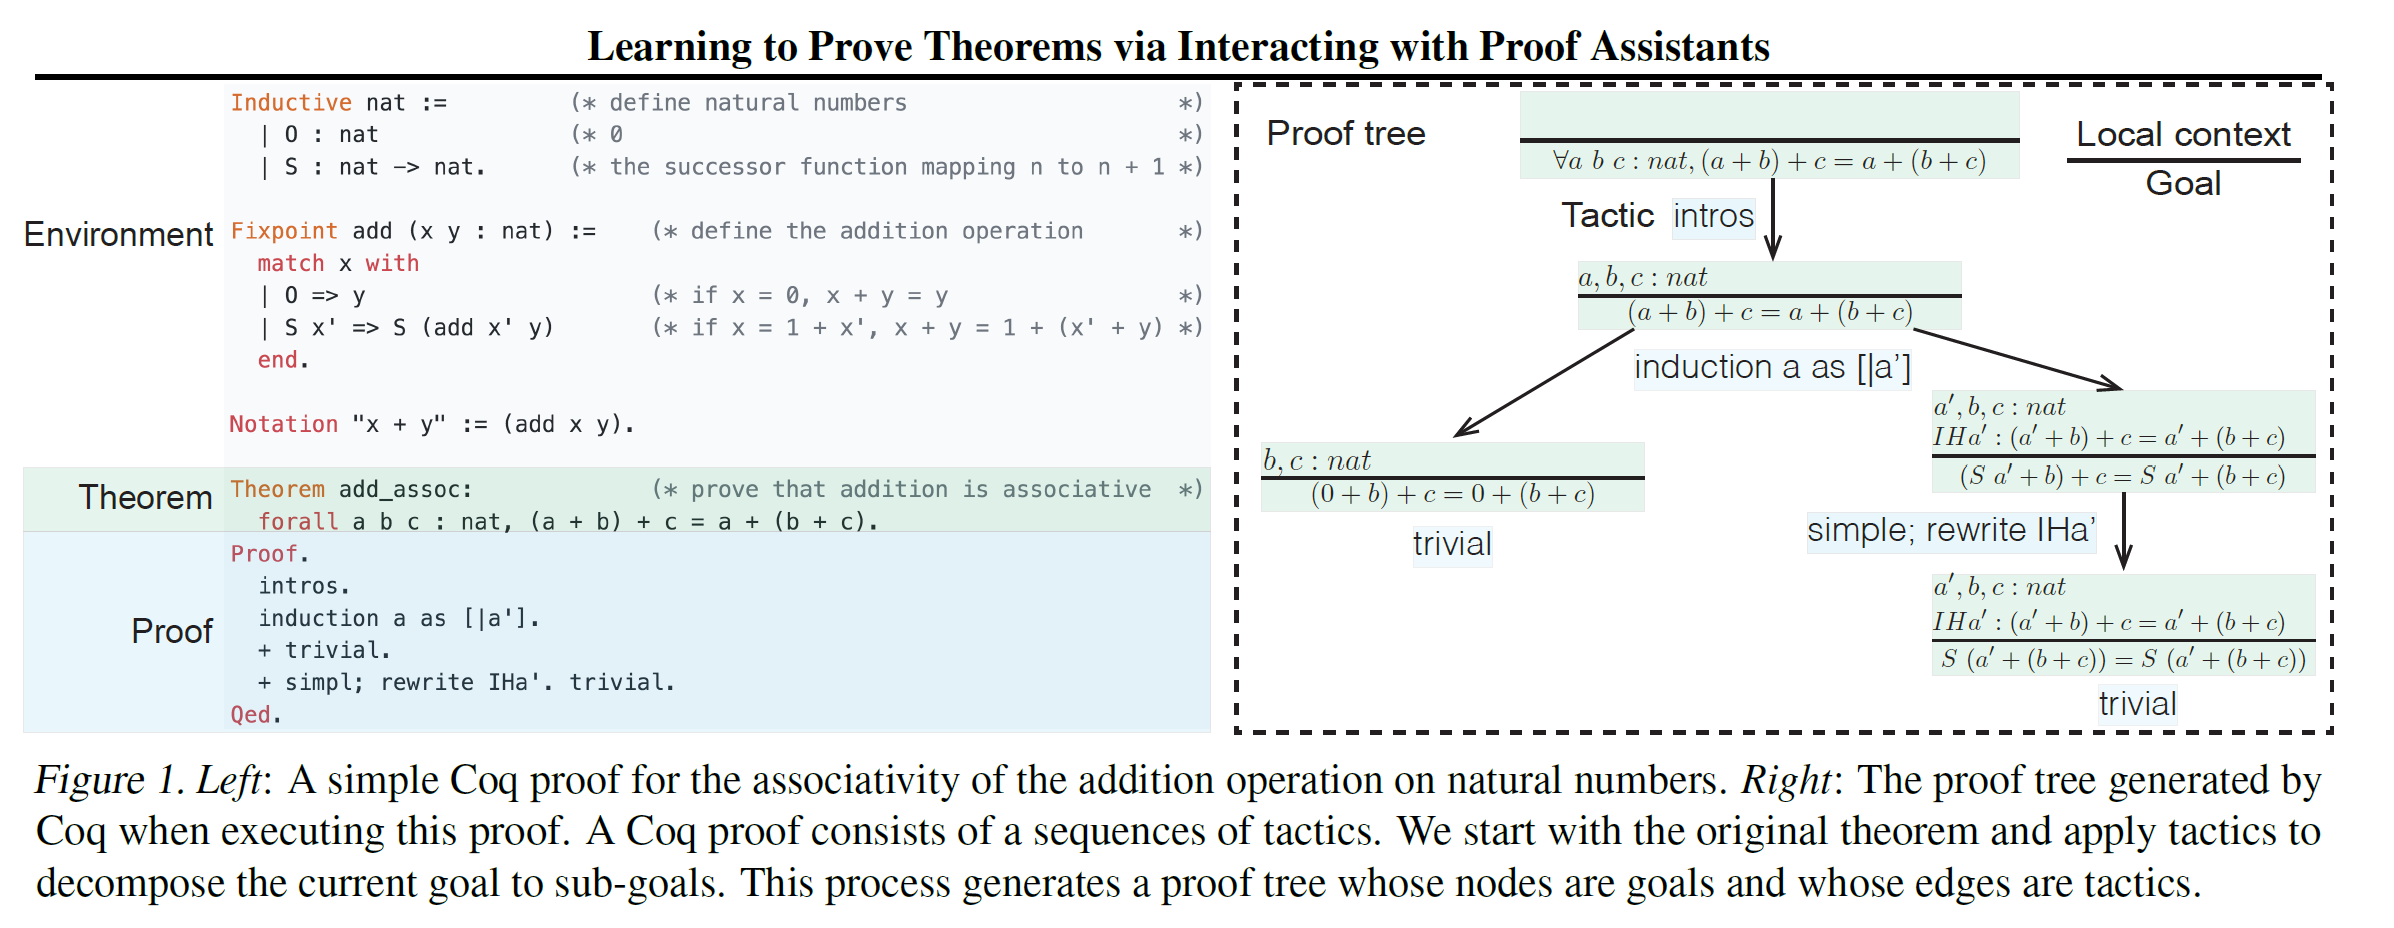 Learning to Prove Theorems via Interacting with Proof Assistants
Environment
Inductive nat := (* define natural numbers *)
| O : nat (* 0 *)
| S : nat -> nat. (* the successor function mapping n to n + 1 *)
Fixpoint add (x y : nat) := (* define the addition operation *)
match x with
| O => y (* if x = 0, x + y = y *)
| S x' => S (add x' y) (* if x = 1 + x', x + y = 1 + (x' + y) *)
end.
Notation "x + y" := (add x y).
Theorem
Theorem add_assoc: (* prove that addition is associative *)
forall a b c : nat, (a + b) + c = a + (b + c).
Proof
Proof.
intros.
induction a as [|a'].
+ trivial.
+ simpl; rewrite IHa'. trivial.
Qed.
Proof tree
Local context
Goal
∀a b c : nat, (a + b) + c = a + (b + c)
Tactic intros
a, b, c : nat
(a + b) + c = a + (b + c)
induction a as [|a’]
b, c : nat
(0 + b) + c = 0 + (b + c)
trivial
a′, b, c : nat
IHa′ : (a′ + b) + c = a′ + (b + c)
(S a′ + b) + c = S a′ + (b + c)
simple; rewrite IHa’
a′, b, c : nat
IHa′ : (a′ + b) + c = a′ + (b + c)
S (a′ + (b + c)) = S (a′ + (b + c))
trivial
Figure 1. Left: A simple Coq proof for the associativity of the addition operation on natural numbers. Right: The proof tree generated by
Coq when executing this proof. A Coq proof consists of a sequences of tactics. We start with the original theorem and apply tactics to
decompose the current goal to sub-goals. This process generates a proof tree whose nodes are goals and whose edges are tactics.